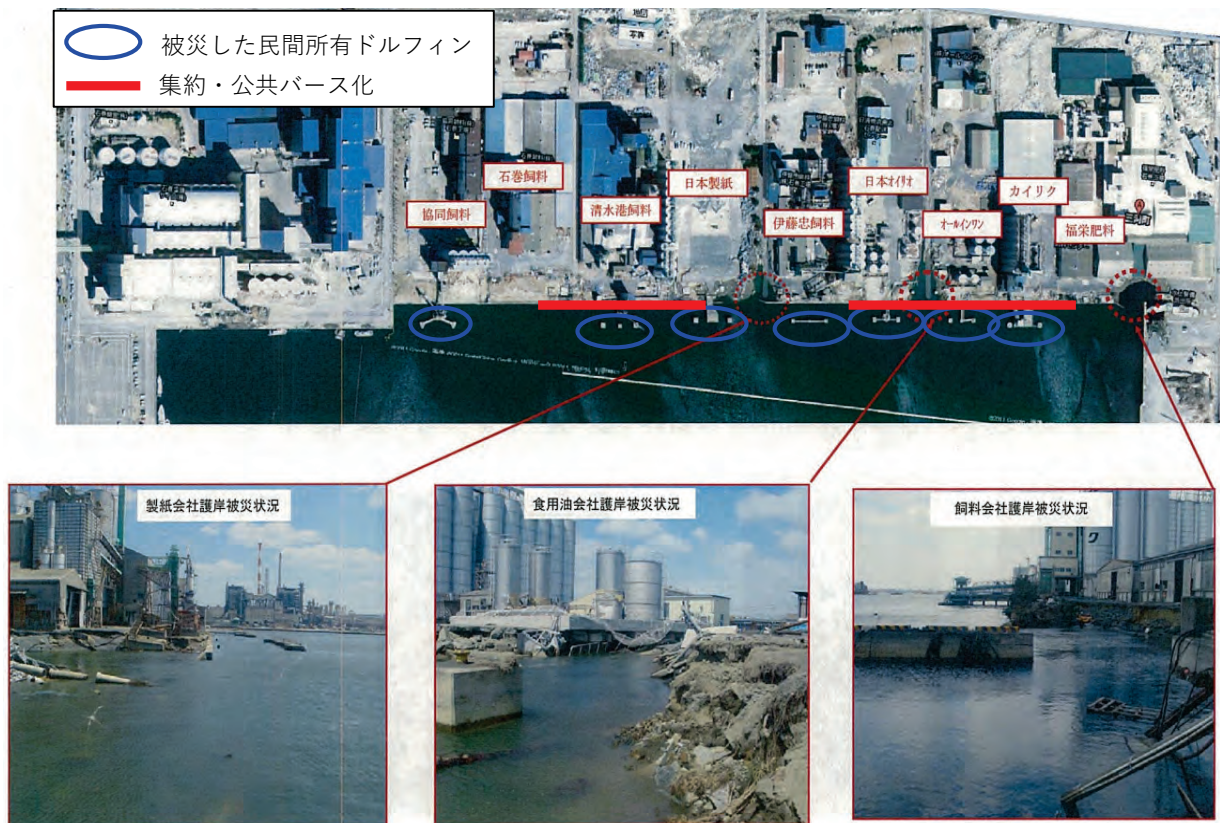 被災した民間所有ドルフィン
集約・公共バース化
石巻飼料
日本製紙
日本オイリオ
カイリク
協同飼料
清水港飼料
伊藤忠飼料
オールインワン
福栄肥料
A
製紙会社護岸被災状況
食用油会社護岸被災状況
飼料会社護岸被災状況
ク